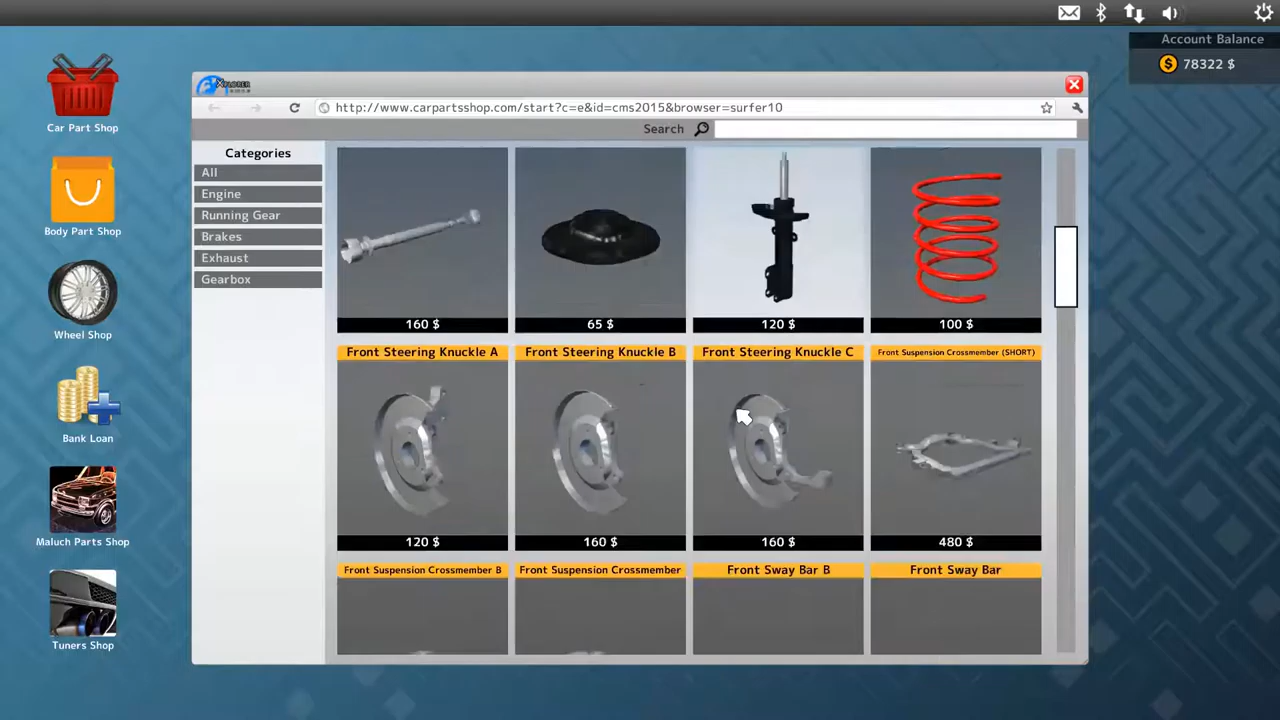 Account Balance
$ 78322 $
Car Part Shop
Body Part Shop
Wheel Shop
Bank Loan
Maluch Parts Shop
Tuners Shop
http://www.carpartsshop.com/start?c=e&id=cms2015&browser=surfer10
Search
Categories
All
Engine
Running Gear
Brakes
Exhaust
Gearbox
160 $
65 $
120 $
100 $
Front Steering Knuckle A
Front Steering Knuckle B
Front Steering Knuckle C
Front Suspension Crossmember (SHORT)
120 $
160 $
160 $
480 $
Front Suspension Crossmember B
Front Suspension Crossmember
Front Sway Bar B
Front Sway Bar